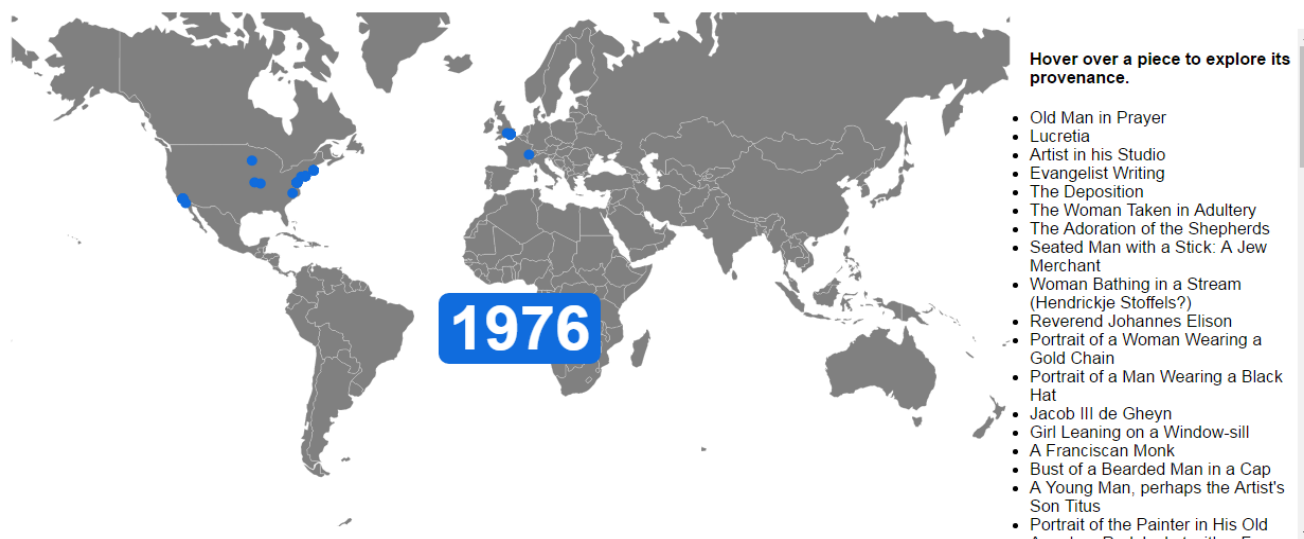 Hover over a piece to explore its
provenance.
• Old Man in Prayer
• Lucretia
• Artist in his Studio
• Evangelist Writing
• The Deposition
• The Woman Taken in Adultery
• The Adoration of the Shepherds
• Seated Man with a Stick: A Jew
Merchant
• Woman Bathing in a Stream
(Hendrickje Stoffels?)
• Reverend Johannes Elison
• Portrait of a Woman Wearing a
Gold Chain
• Portrait of a Man Wearing a Black
Hat
• Jacob III de Gheyn
• Girl Leaning on a Window-sill
• A Franciscan Monk
• Bust of a Bearded Man in a Cap
• A Young Man, perhaps the Artist's
Son Titus
• Portrait of the Painter in His Old
1976